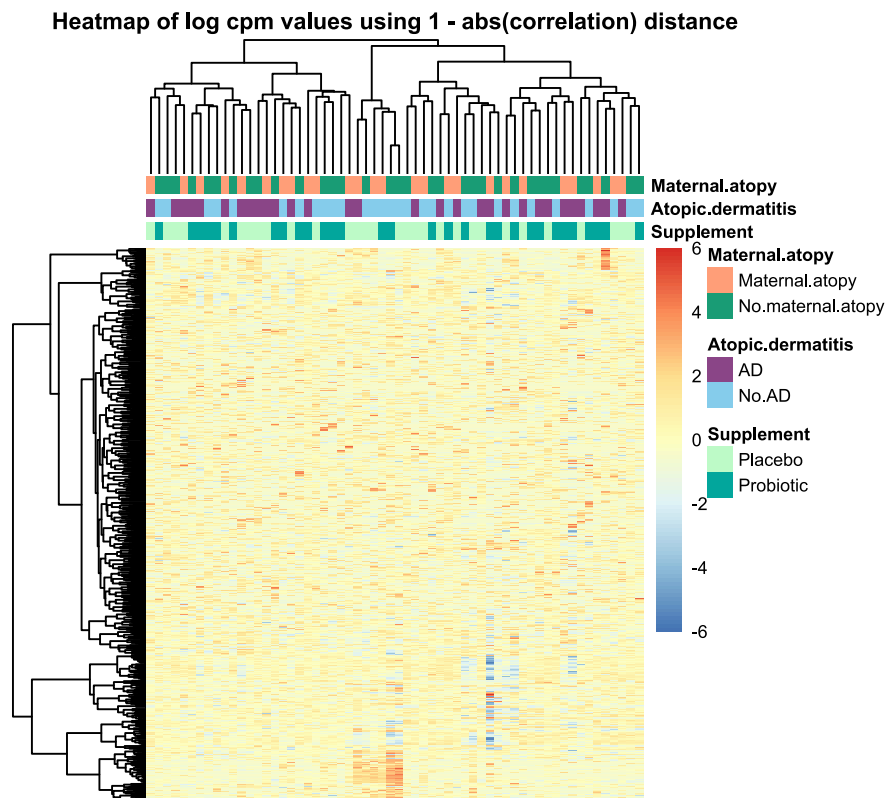 Heatmap of log cpm values using 1 - abs(correlation) distance
Maternal.atopy
Atopic.dermatitis
Supplement
6
4
2
0
-2
-4
-6
Maternal.atopy
Maternal.atopy
No.maternal.atopy
Atopic.dermatitis
AD
No.AD
Supplement
Placebo
Probiotic